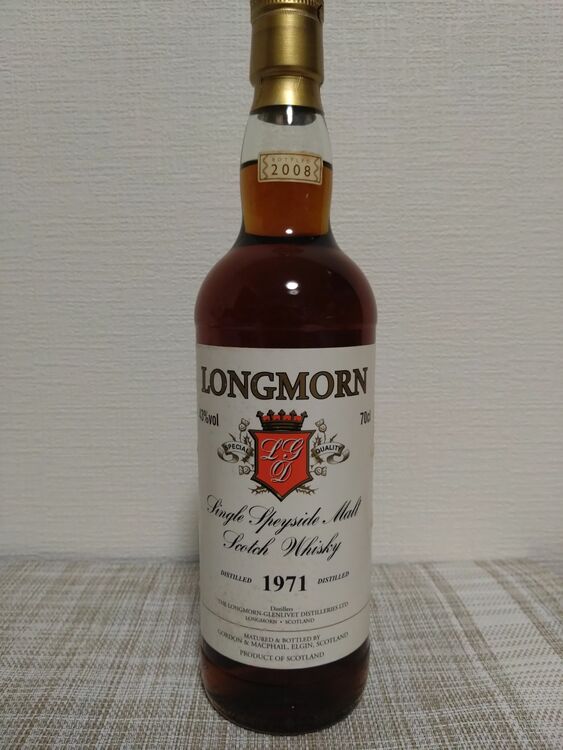 BOTTLED
2008
LONGMORN
43%vol 70cl
SPECIAL QUALITY
LG
D
Single Speyside Malt
Scotch Whisky
DISTILLED 1971 DISTILLED
Distillers
THE LONGMORN-GLENLIVET DISTILLERIES LTD
LONGMORN • SCOTLAND
MATURED & BOTTLED BY
GORDON & MACPHAIL, ELGIN, SCOTLAND
PRODUCT OF SCOTLAND